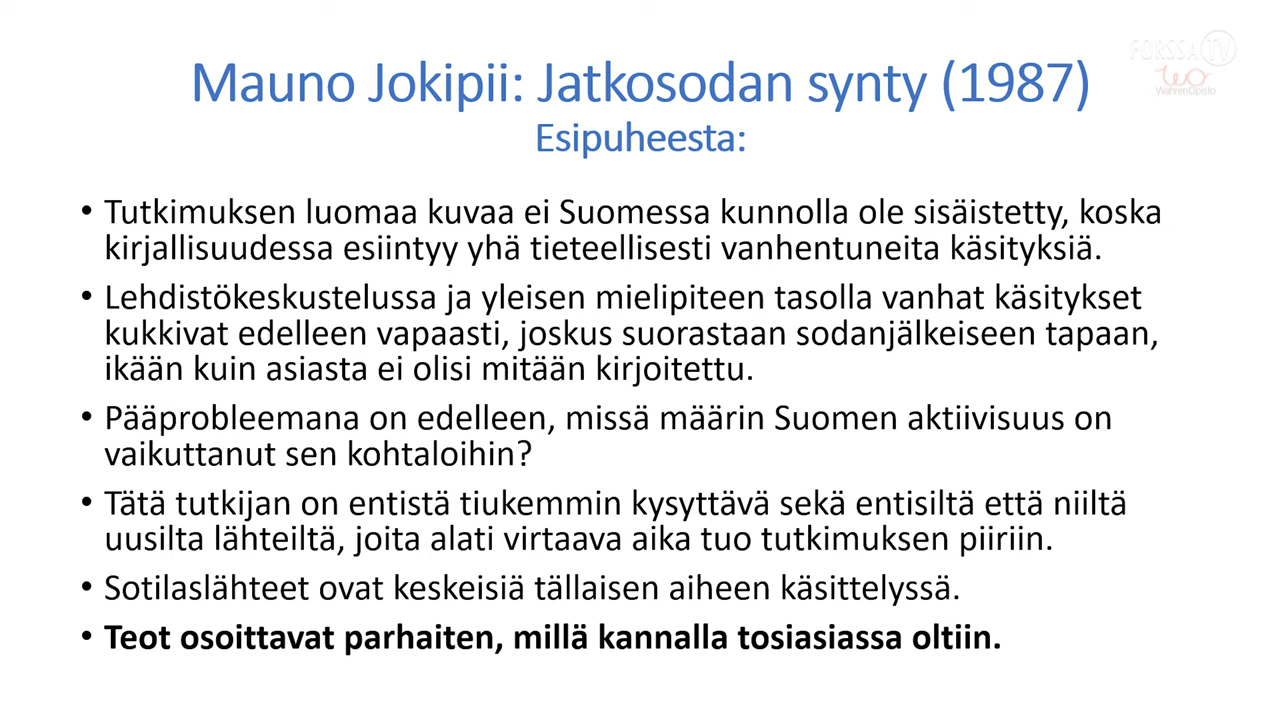 FORSSA TV
teo
WahrenOpisto
Mauno Jokipii: Jatkosodan synty (1987)
Esipuheesta:
• Tutkimuksen luomaa kuvaa ei Suomessa kunnolla ole sisäistetty, koska
kirjallisuudessa esiintyy yhä tieteellisesti vanhentuneita käsityksiä.
• Lehdistökeskustelussa ja yleisen mielipiteen tasolla vanhat käsitykset
kukkivat edelleen vapaasti, joskus suorastaan sodanjälkeiseen tapaan,
ikään kuin asiasta ei olisi mitään kirjoitettu.
• Pääprobleemana on edelleen, missä määrin Suomen aktiivisuus on
vaikuttanut sen kohtaloihin?
• Tätä tutkijan on entistä tiukemmin kysyttävä sekä entisiltä että niiltä
uusilta lähteiltä, joita alati virtaava aika tuo tutkimuksen piiriin.
• Sotilaslähteet ovat keskeisiä tällaisen aiheen käsittelyssä.
• Teot osoittavat parhaiten, millä kannalla tosiasiassa oltiin.